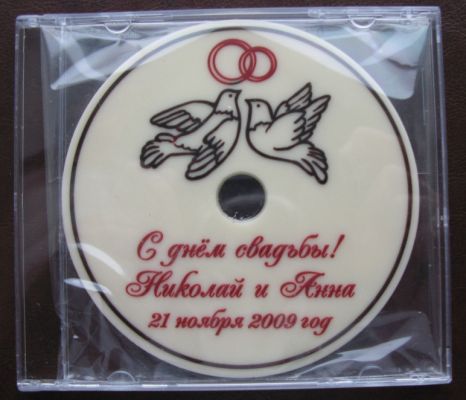 С днём свадьбы!
Николай и Анна
21 ноября 2009 год